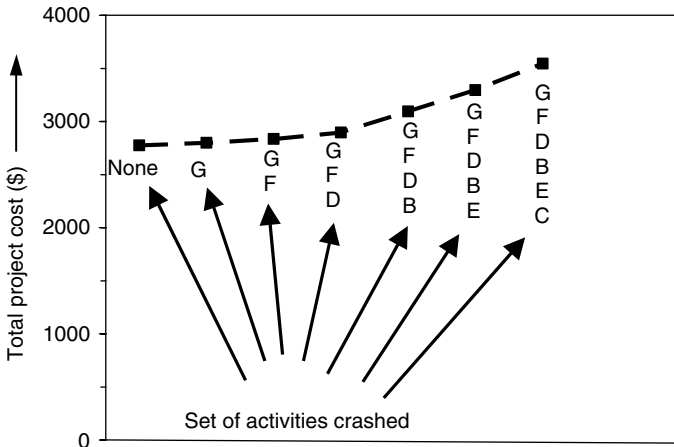 Total project cost ($)
4000
3000
2000
1000
0
None
G
G
F
G
F
D
G
F
D
B
G
F
D
B
E
G
F
D
B
E
C
Set of activities crashed